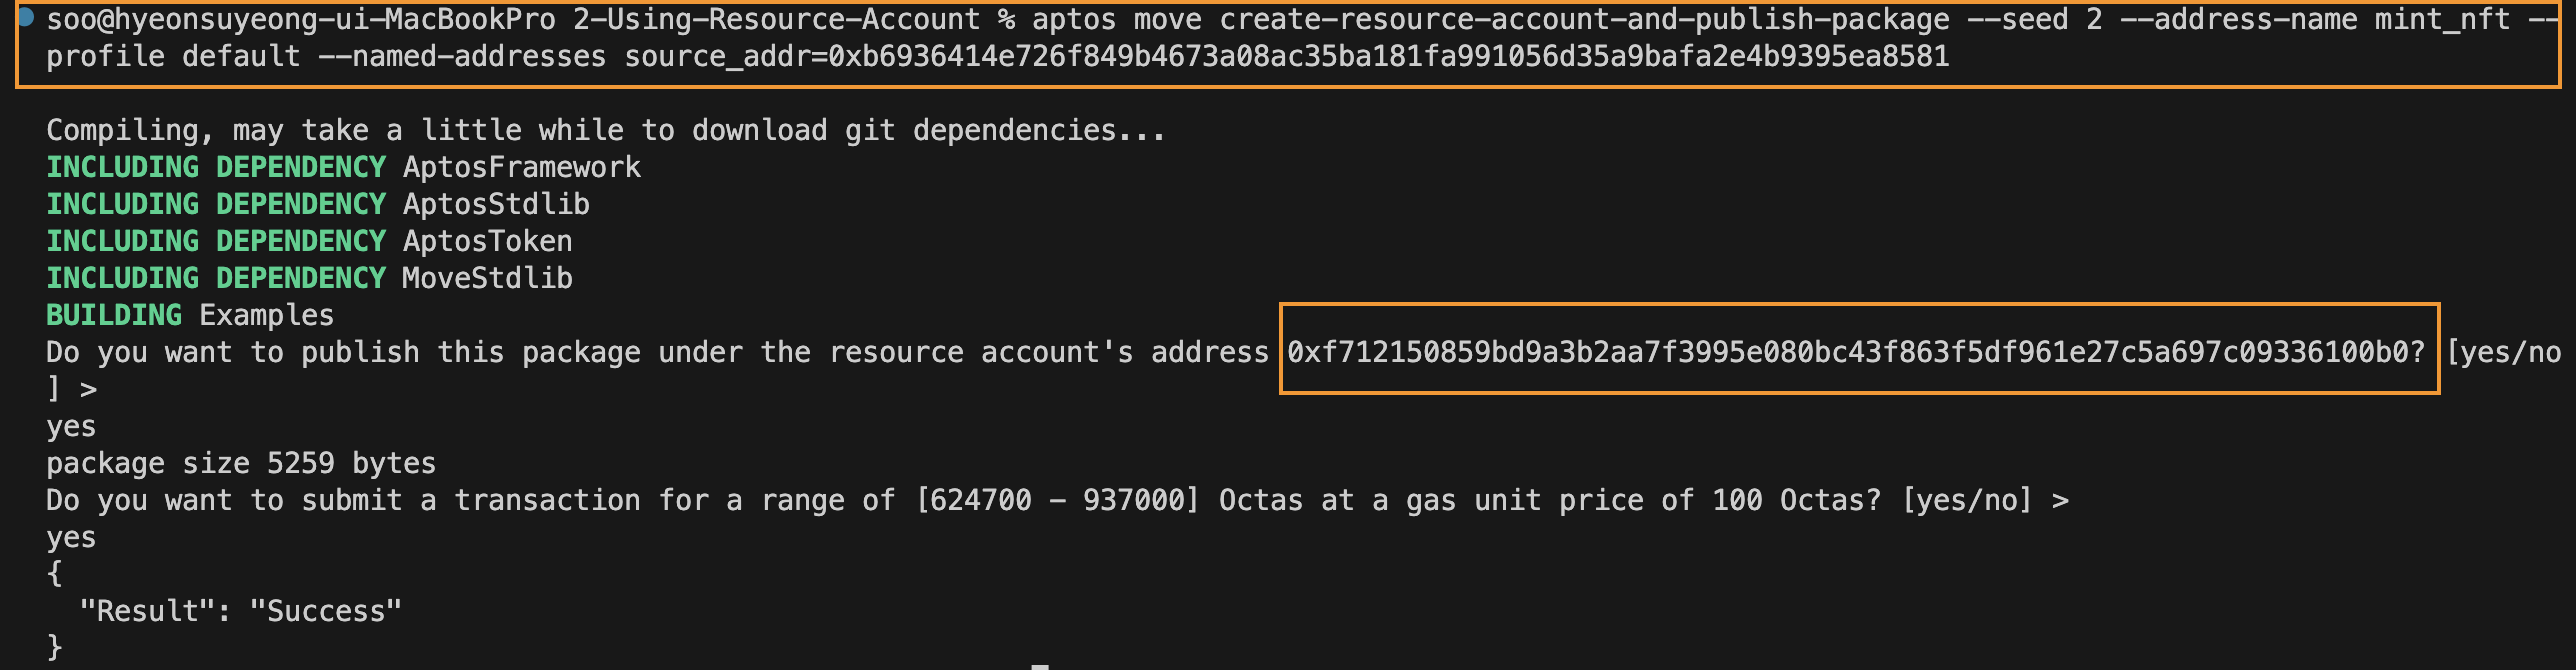 soo@hyeonsuyeong-ui-MacBookPro 2-Using-Resource-Account % aptos move create-resource-account-and-publish-package --seed 2 --address-name mint_nft --
profile default --named-addresses source_addr=0xb6936414e726f849b4673a08ac35ba181fa991056d35a9bafa2e4b9395ea8581
Compiling, may take a little while to download git dependencies...
INCLUDING DEPENDENCY AptosFramework
INCLUDING DEPENDENCY AptosStdlib
INCLUDING DEPENDENCY AptosToken
INCLUDING DEPENDENCY MoveStdlib
BUILDING Examples
Do you want to publish this package under the resource account's address 0xf712150859bd9a3b2aa7f3995e080bc43f863f5df961e27c5a697c09336100b0? [yes/no
] >
yes
package size 5259 bytes
Do you want to submit a transaction for a range of [624700 - 937000] Octas at a gas unit price of 100 Octas? [yes/no] >
yes
{
  "Result": "Success"
}